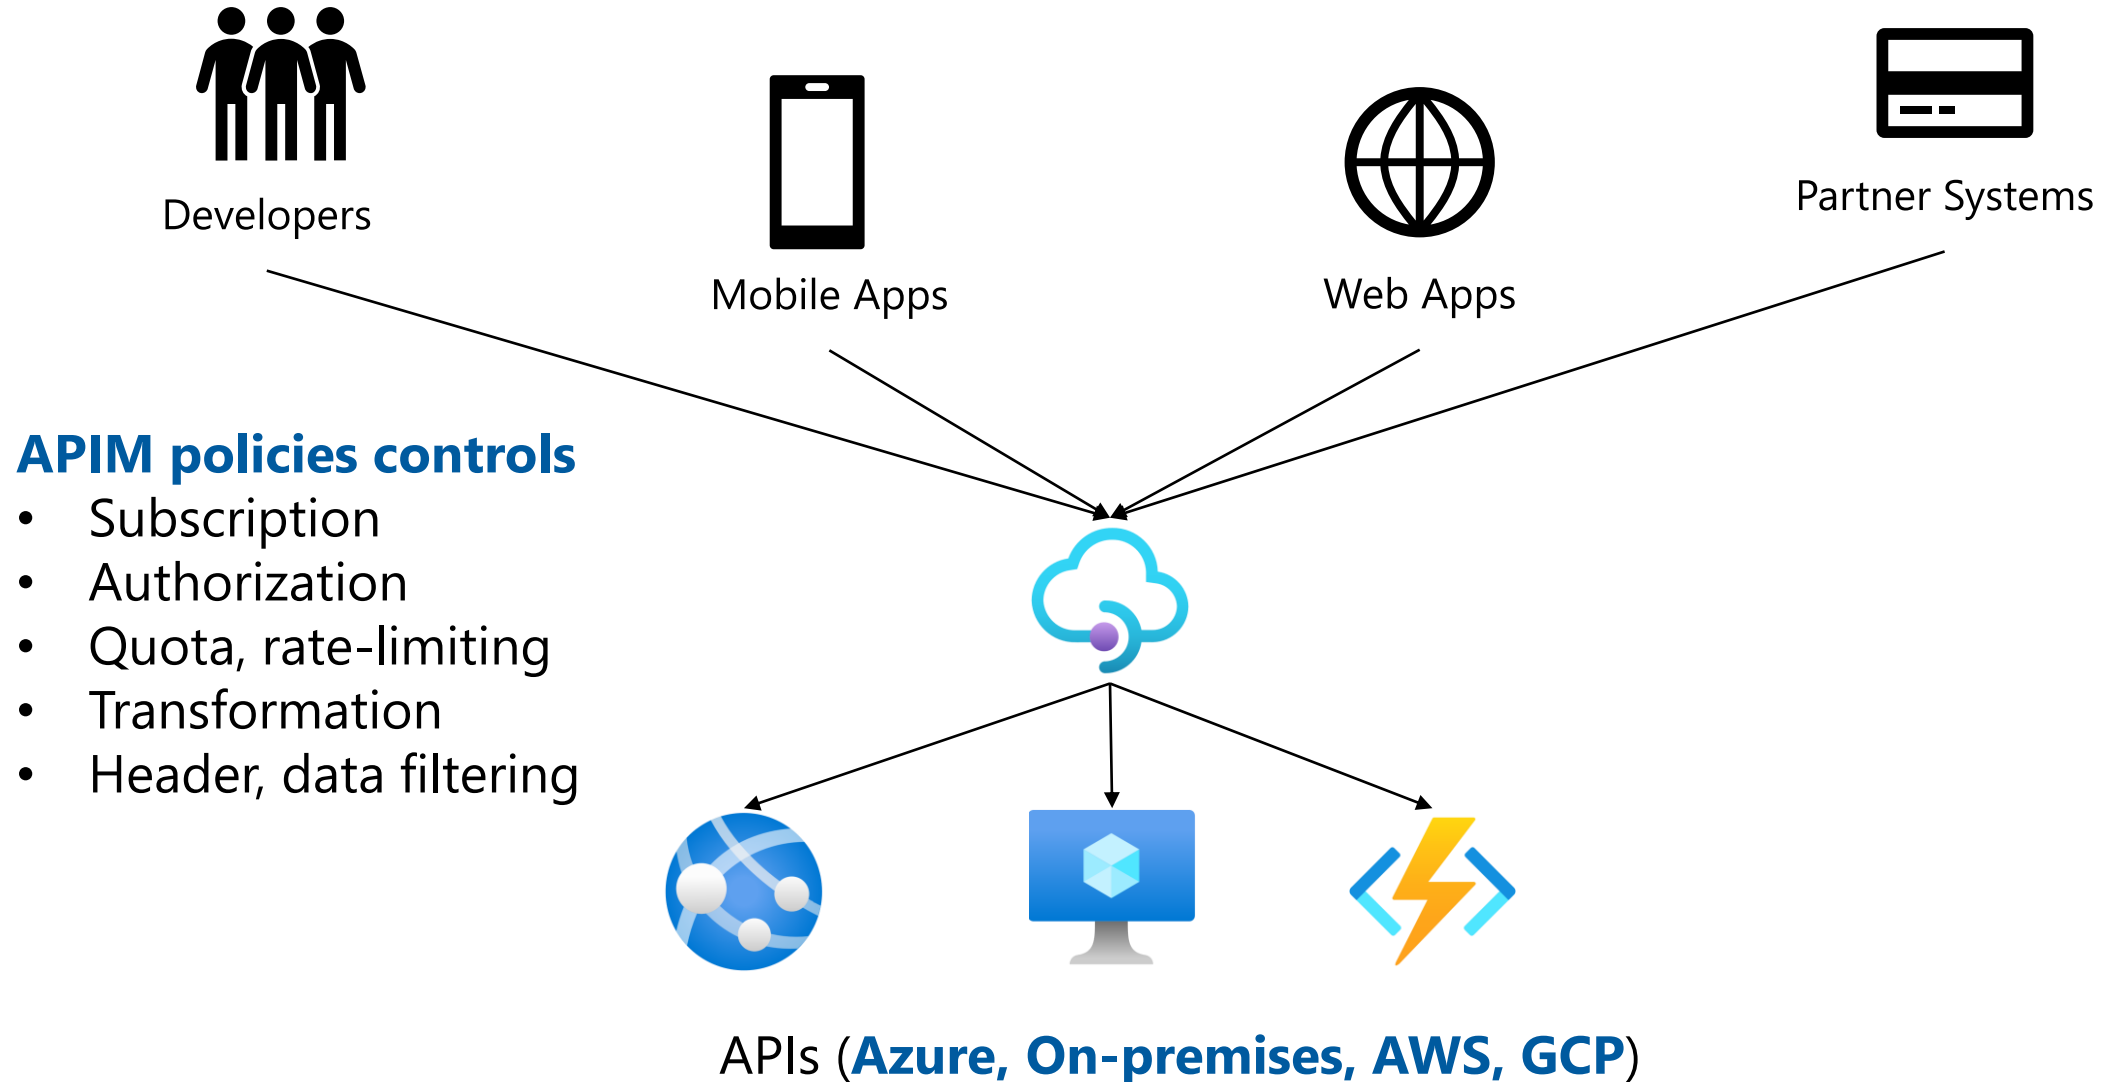 Developers
Mobile Apps
Web Apps
Partner Systems
APIM policies controls
• Subscription
• Authorization
• Quota, rate-limiting
• Transformation
• Header, data filtering
APIs (Azure, On-premises, AWS, GCP)